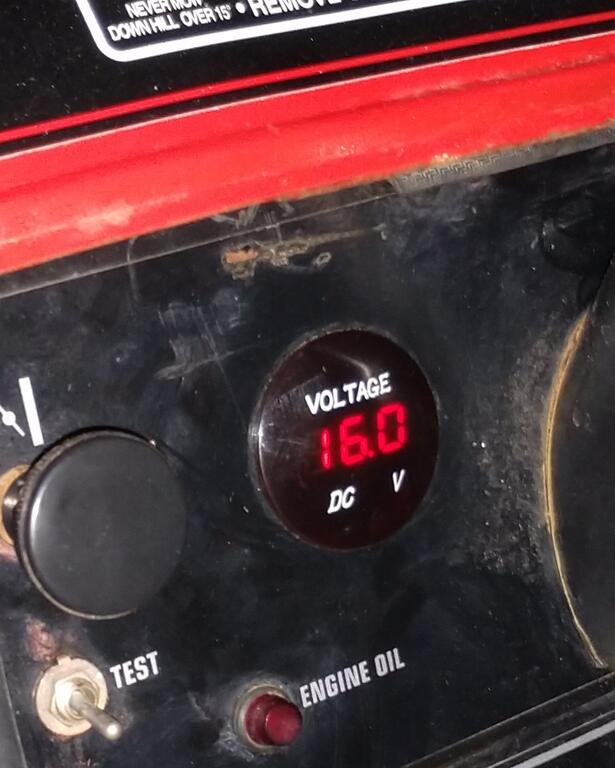 NEVER MOW
DOWN HILL OVER 15° • REMOVE
VOLTAGE
16.0
DC V
TEST
ENGINE OIL